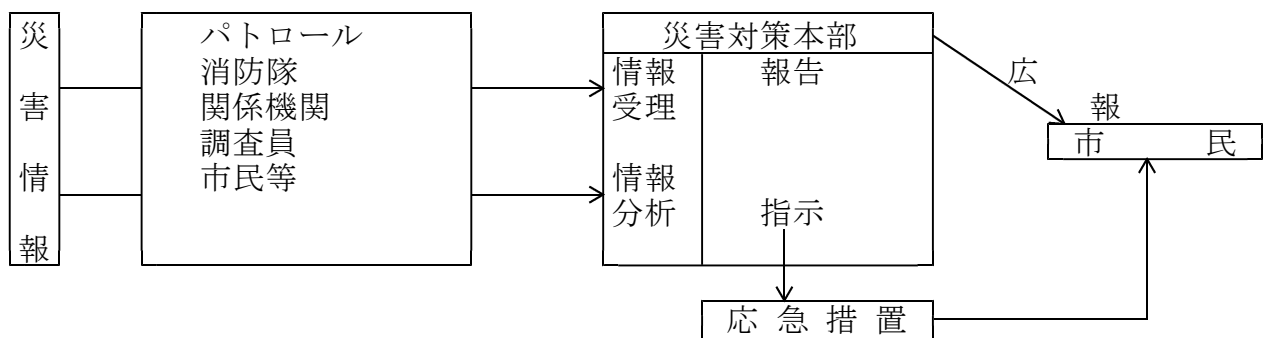 災害情報
パトロール
消防隊
関係機関
調査員
市民等
災害対策本部
情報
受理
情報
分析
報告
指示
広報
市 民
応 急 措 置